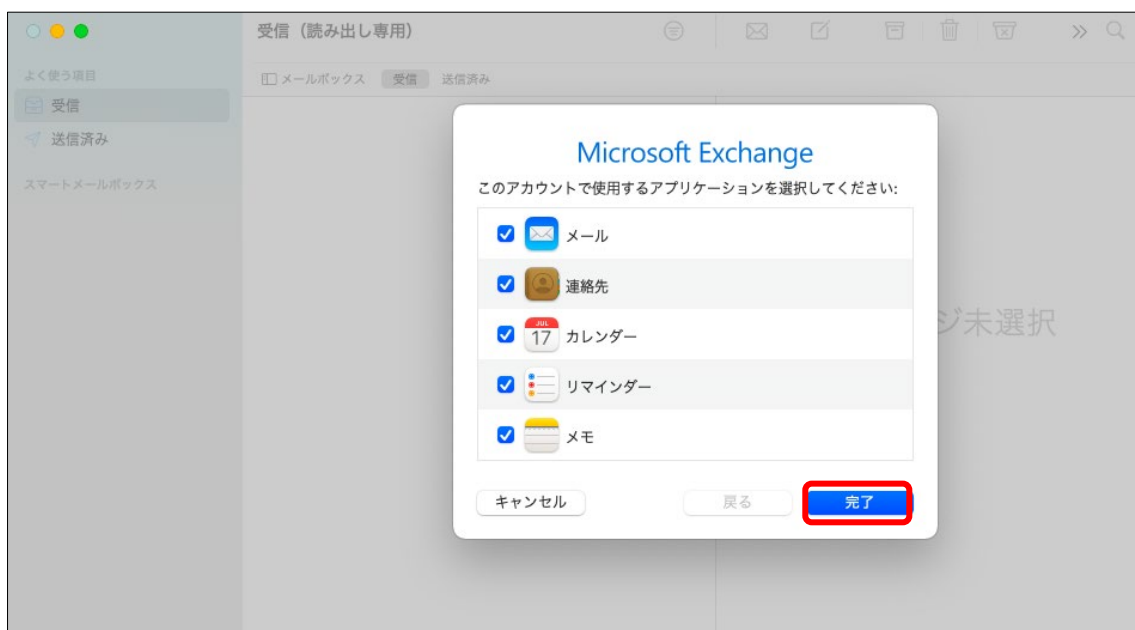 受信（読み出し専用）
よく使う項目
メールボックス 受信 送信済み
受信
送信済み
スマートメールボックス
Microsoft Exchange
このアカウントで使用するアプリケーションを選択してください:
メール
連絡先
JUL
17
カレンダー
リマインダー
メモ
ジ未選択
キャンセル 戻る 完了